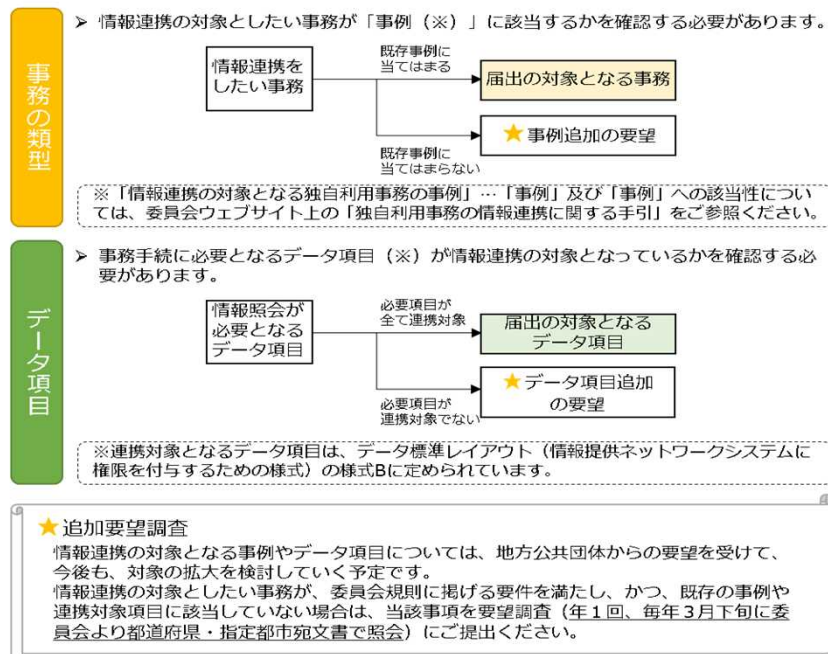 事務の類型
➢ 情報連携の対象としたい事務が「事例（※）」に該当するかを確認する必要があります。
情報連携を
したい事務
既存事例に
当てはまる
届出の対象となる事務
既存事例に
当てはまらない
★事例追加の要望
※「情報連携の対象となる独自利用事務の事例」…「事例」及び「事例」への該当性につい
ては、委員会ウェブサイト上の「独自利用事務の情報連携に関する手引」をご参照ください。
データ項目
➢ 事務手続に必要となるデータ項目（※）が情報連携の対象となっているかを確認する必
要があります。
情報照会が
必要となる
データ項目
必要項目が
全て連携対象
届出の対象となる
データ項目
必要項目が
連携対象でない
★データ項目追加
の要望
※連携対象となるデータ項目は、データ標準レイアウト（情報提供ネットワークシステムに
権限を付与するための様式）の様式Bに定められています。
★追加要望調査
情報連携の対象となる事例やデータ項目については、地方公共団体からの要望を受けて、
今後も、対象の拡大を検討していく予定です。
情報連携の対象としたい事務が、委員会規則に掲げる要件を満たし、かつ、既存の事例や
連携対象項目に該当していない場合は、当該事項を要望調査（年１回、毎年３月下旬に委
員会より都道府県・指定都市宛文書で照会）にご提出ください。